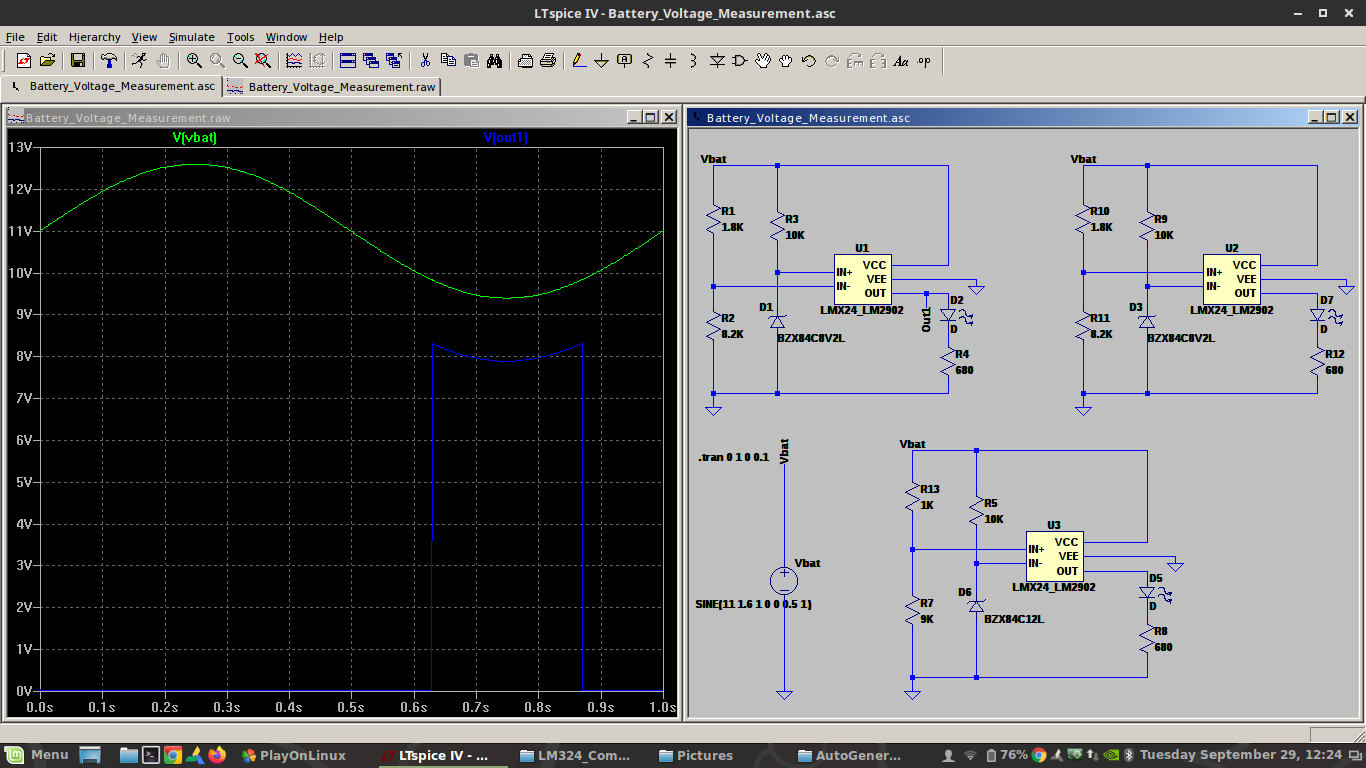 LTspice IV - Battery_Voltage_Measurement.asc
File Edit Hierarchy View Simulate Tools Window Help
Aa .op
Battery_Voltage_Measurement.asc
Battery_Voltage_Measurement.raw
Battery_Voltage_Measurement.raw
V(vbat)
V(out1)
13V
12V
11V
10V
9V
8V
7V
6V
5V
4V
3V
2V
1V
0V
0.0s 0.1s 0.2s 0.3s 0.4s 0.5s 0.6s 0.7s 0.8s 0.9s 1.0s
Battery_Voltage_Measurement.asc
Vbat
R1
1.8K
R3
10K
U1
VCC
IN+
VEE
IN-
OUT
LMX24_LM2902
R2
8.2K
D1
BZX84C8V2L
Out1
D2
D
R4
680
Vbat
R10
1.8K
R9
10K
U2
VCC
IN+
VEE
IN-
OUT
LMX24_LM2902
R11
8.2K
D3
BZX84C8V2L
D7
D
R12
680
.tran 0 1 0 0.1
Vbat
Vbat
SINE(11 1.6 1 0 0 0.5 1)
Vbat
R13
1K
R5
10K
U3
VCC
IN+
VEE
IN-
OUT
LMX24_LM2902
R7
9K
D6
BZX84C12L
D5
D
R8
680
Menu PlayOnLinux LTspice IV - ... LM324_Com... Pictures AutoGener... 76% Tuesday September 29, 12:24